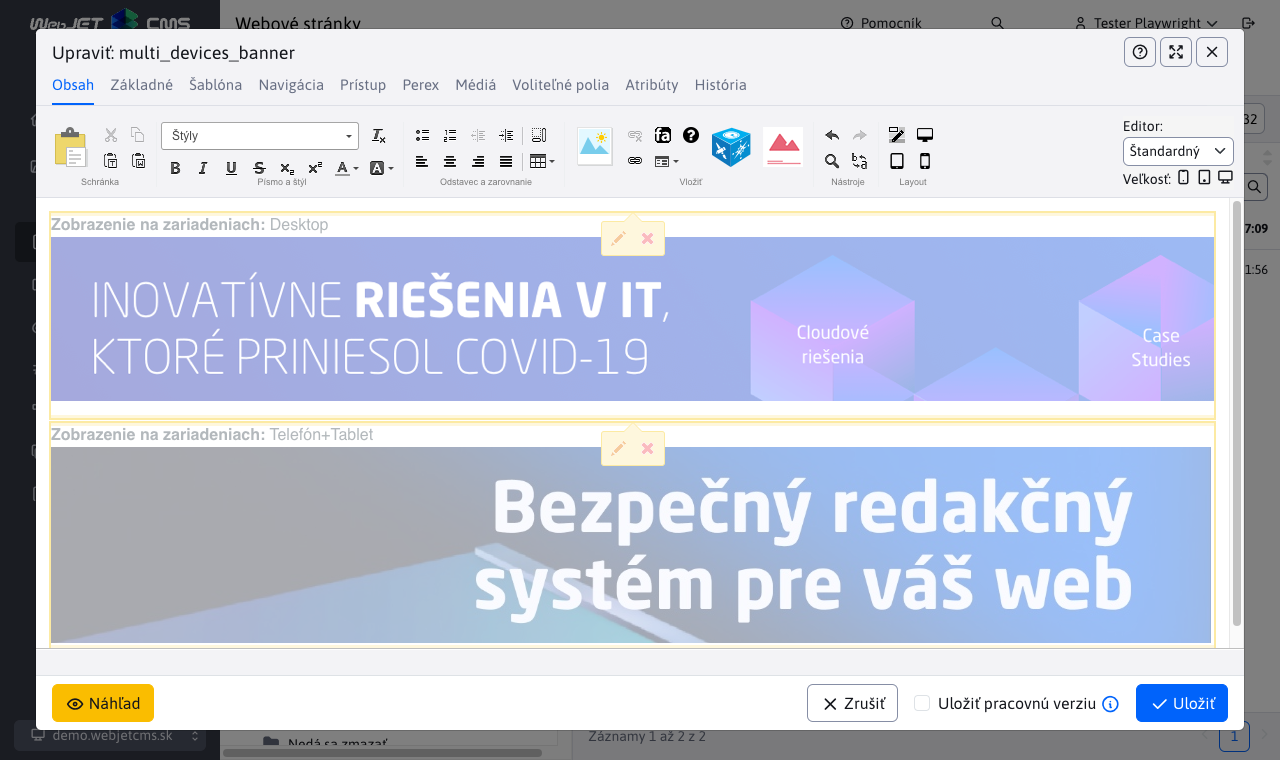 WebJET CMS
Webové stránky
Pomocník
Tester Playwright
Upraviť: multi_devices_banner
Obsah
Základné
Šablóna
Navigácia
Prístup
Perex
Médiá
Voliteľné polia
Atribúty
História
Štýly
Schránka
Písmo a štýl
Odstavec a zarovnanie
Vložiť
Nástroje
Layout
Editor:
Štandardný
Veľkosť:
32
7:09
1:56
Zobrazenie na zariadeniach: Desktop
INOVATÍVNE RIEŠENIA V IT,
KTORÉ PRINIESOL COVID-19
Cloudové
riešenia
Case
Studies
Zobrazenie na zariadeniach: Telefón+Tablet
Bezpečný redakčný
systém pre váš web
Náhľad
Zrušiť
Uložiť pracovnú verziu
Uložiť
demo.webjetcms.sk
Nedá sa zmazať
Záznamy 1 až 2 z 2
1